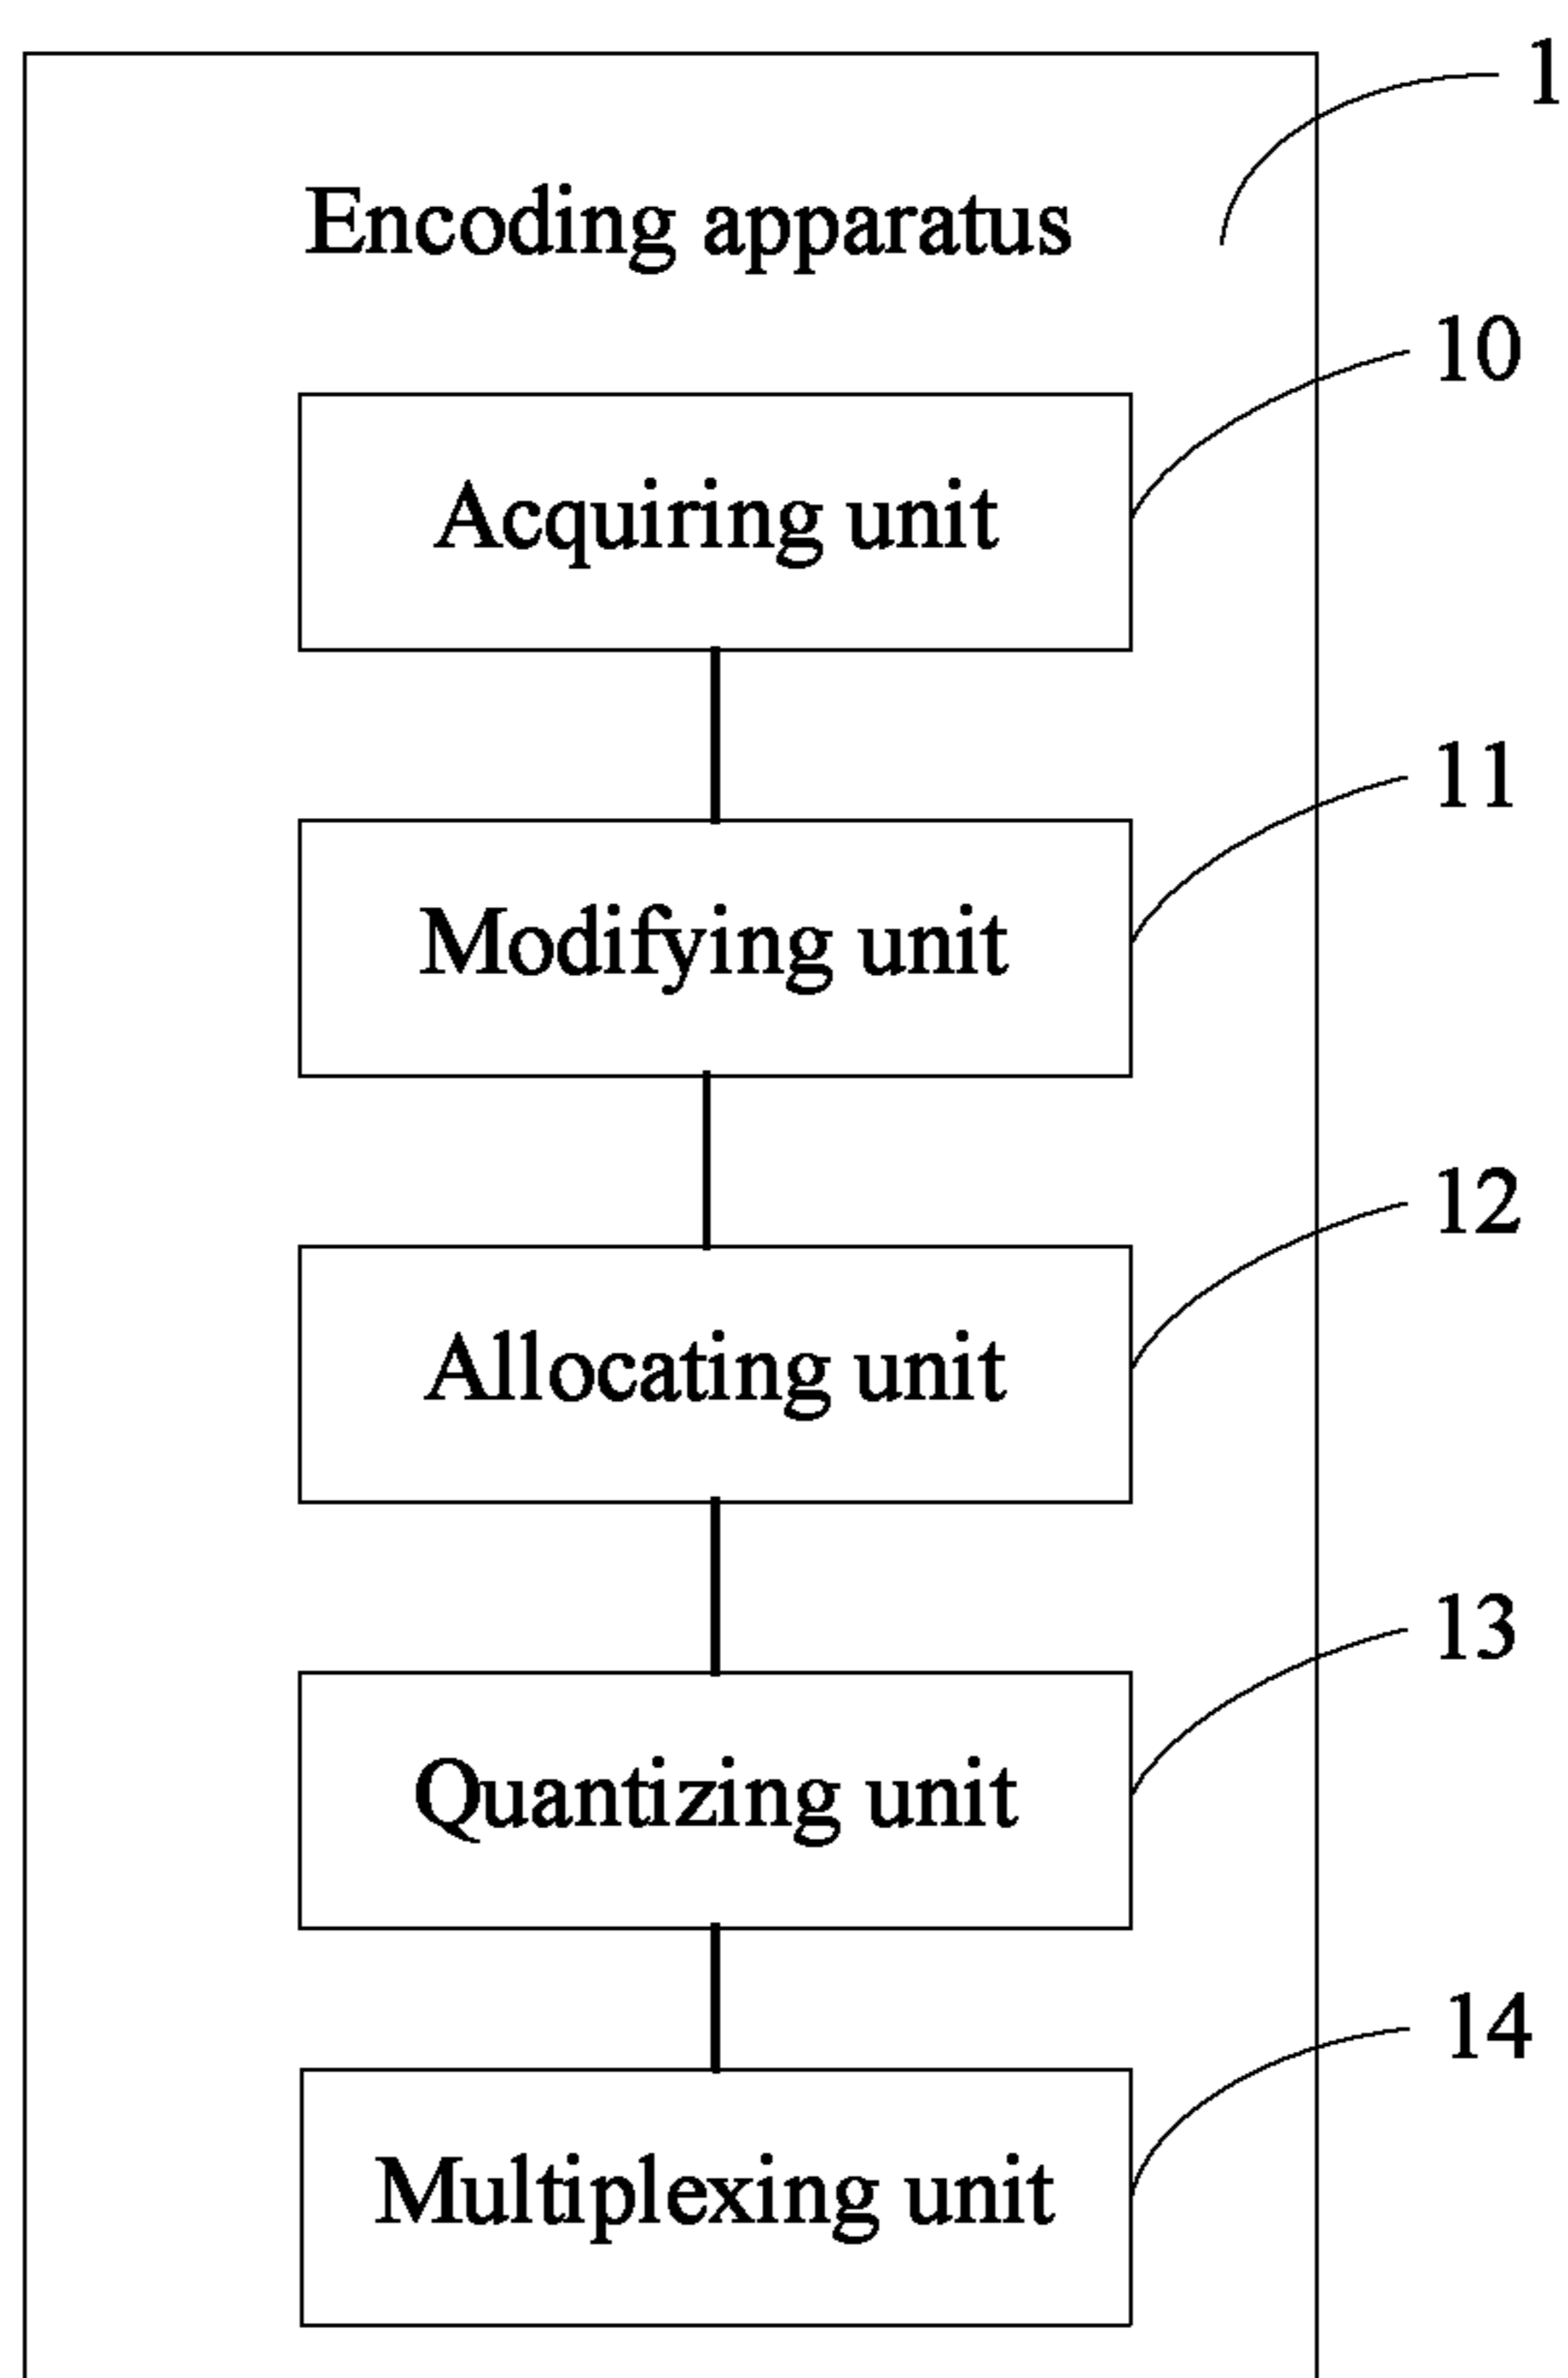 1
Encoding apparatus
10
Acquiring unit
11
Modifying unit
12
Allocating unit
13
Quantizing unit
14
Multiplexing unit